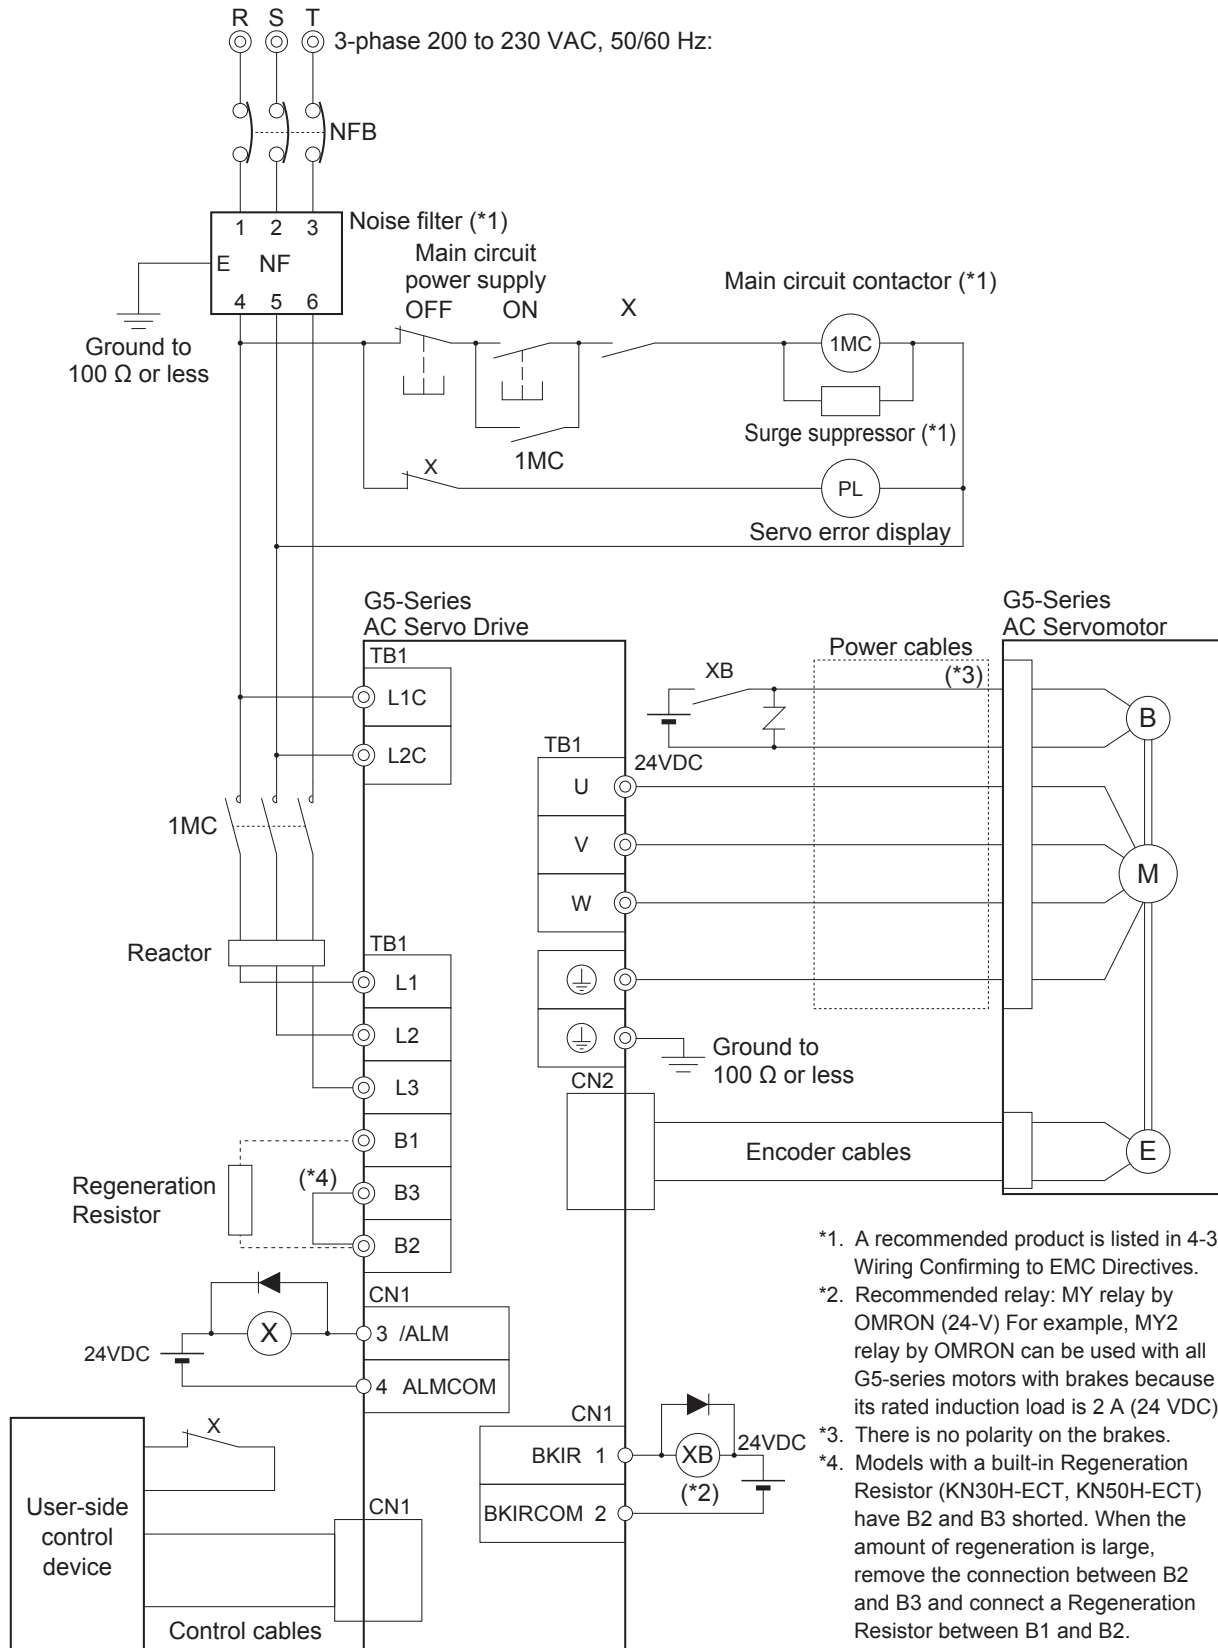 R S T
3-phase 200 to 230 VAC, 50/60 Hz:
NFB
1 2 3
Noise filter (*1)
E NF
4 5 6
Ground to
100 Ω or less
Main circuit
power supply
OFF ON X
Main circuit contactor (*1)
1MC
Surge suppressor (*1)
1MC
X
PL
Servo error display
G5-Series
AC Servo Drive
G5-Series
AC Servomotor
TB1
L1C
L2C
XB
Power cables
(*3)
B
24VDC
TB1
U
V
W
M
1MC
Reactor
TB1
L1
L2
L3
B1
B3
B2
Ground to
100 Ω or less
CN2
Encoder cables
E
Regeneration
Resistor
(*4)
CN1
3 /ALM
4 ALMCOM
X
24VDC
X
User-side
control
device
CN1
Control cables
CN1
BKIR 1
BKIRCOM 2
XB
(*2)
24VDC
*1. A recommended product is listed in 4-3
Wiring Confirming to EMC Directives.
*2. Recommended relay: MY relay by
OMRON (24-V) For example, MY2
relay by OMRON can be used with all
G5-series motors with brakes because
its rated induction load is 2 A (24 VDC)
*3. There is no polarity on the brakes.
*4. Models with a built-in Regeneration
Resistor (KN30H-ECT, KN50H-ECT)
have B2 and B3 shorted. When the
amount of regeneration is large,
remove the connection between B2
and B3 and connect a Regeneration
Resistor between B1 and B2.